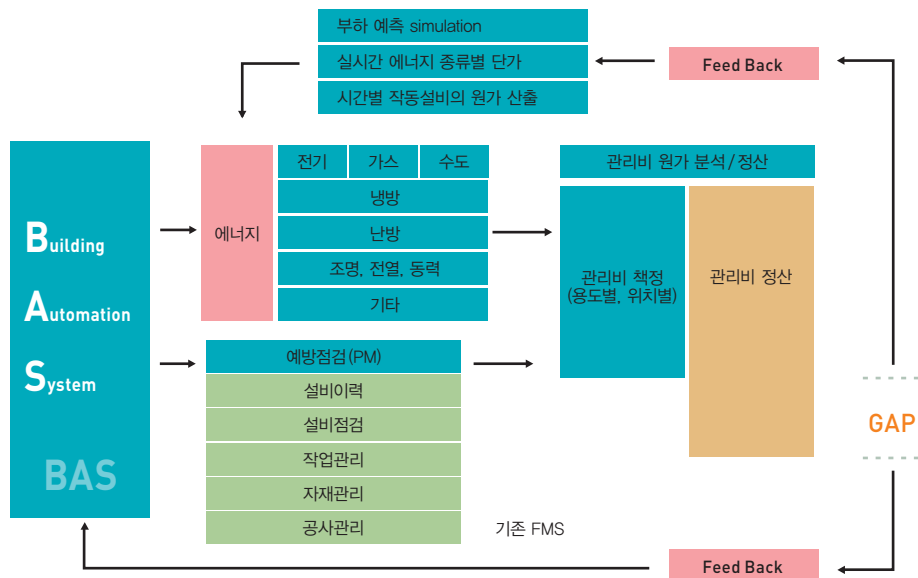 부하 예측 simulation
실시간 에너지 종류별 단가
시간별 작동설비의 원가 산출
Feed Back
Building
Automation
System
BAS
에너지
전기
가스
수도
냉방
난방
조명, 전열, 동력
기타
예방점검(PM)
설비이력
설비점검
작업관리
자재관리
공사관리
기존 FMS
관리비 원가 분석/정산
관리비 책정
(용도별, 위치별)
관리비 정산
GAP
Feed Back